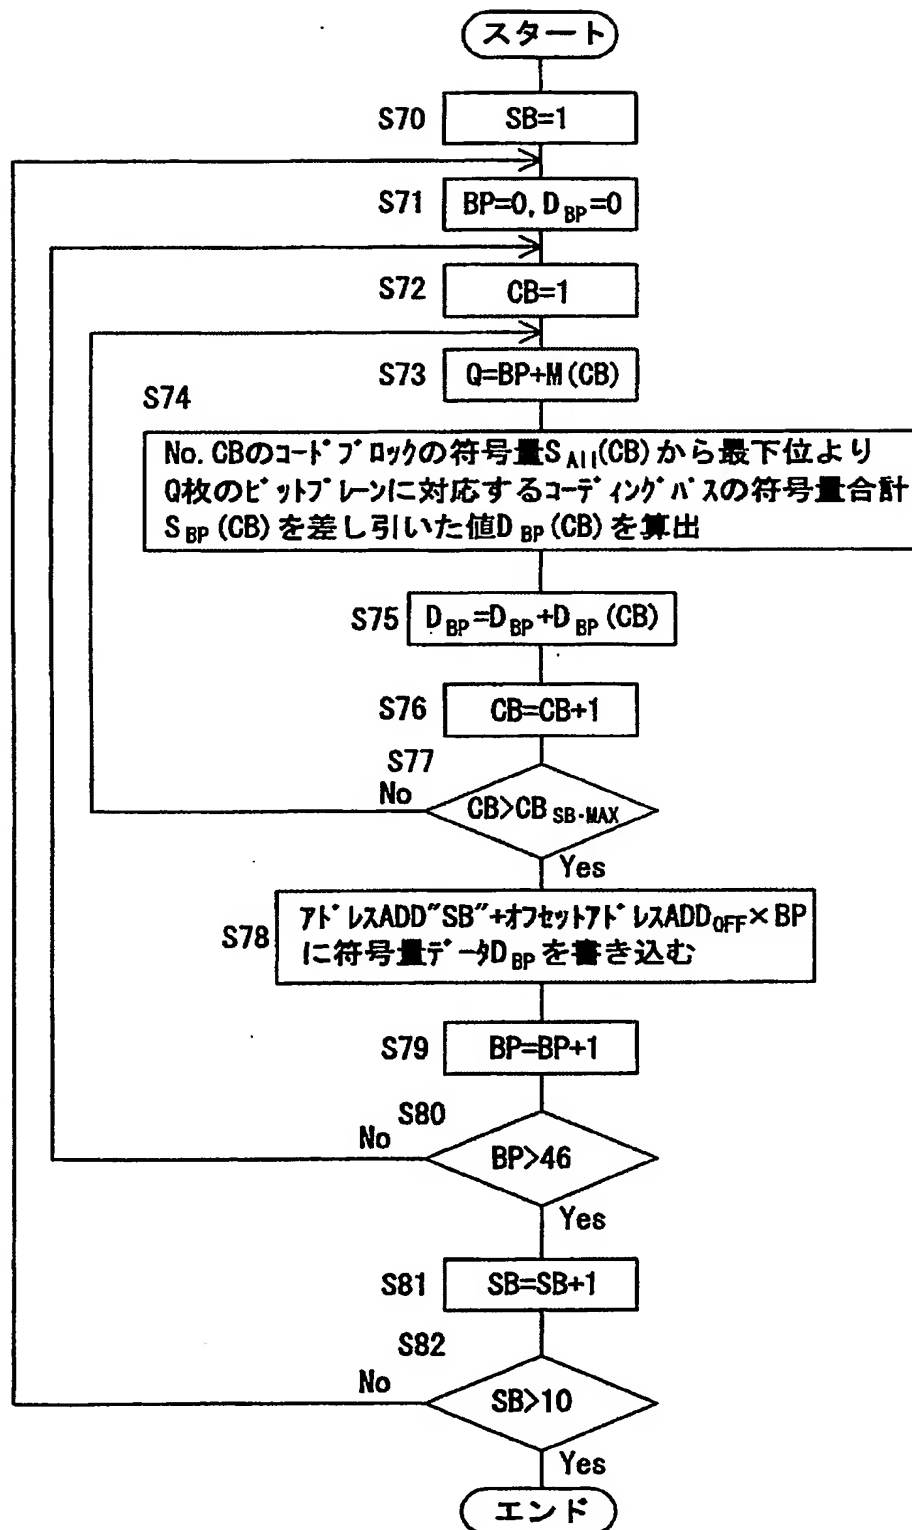 スタート
S70
SB=1
S71
BP=0, D_BP=0
S72
CB=1
S73
Q=BP+M(CB)
S74
No. CBのコードブロックの符号量S_All(CB)から最下位より
Q枚のビットプレーンに対応するコーディングパスの符号量合計
S_BP(CB)を差し引いた値D_BP(CB)を算出
S75
D_BP=D_BP+D_BP(CB)
S76
CB=CB+1
S77
No
CB>CB_SB-MAX
Yes
S78
アドレスADD"SB"+オフセットアドレスADD_OFF×BP
に符号量データD_BPを書き込む
S79
BP=BP+1
S80
No
BP>46
Yes
S81
SB=SB+1
S82
No
SB>10
Yes
エンド